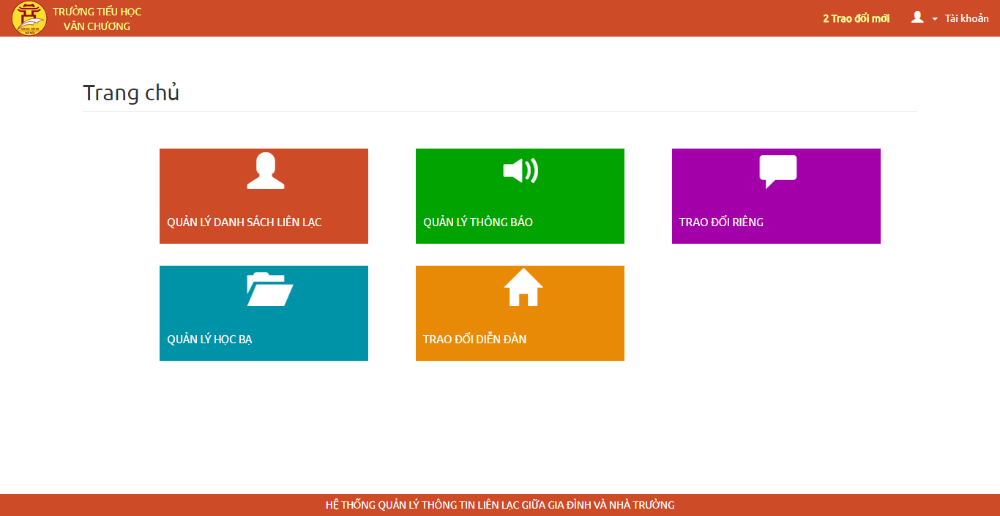 TRƯỜNG TIỂU HỌC
VĂN CHƯƠNG
2 Trao đổi mới
Tài khoản
Trang chủ
QUẢN LÝ DANH SÁCH LIÊN LẠC
QUẢN LÝ THÔNG BÁO
TRAO ĐỔI RIÊNG
QUẢN LÝ HỌC BẠ
TRAO ĐỔI DIỄN ĐÀN
HỆ THỐNG QUẢN LÝ THÔNG TIN LIÊN LẠC GIỮA GIA ĐÌNH VÀ NHÀ TRƯỜNG